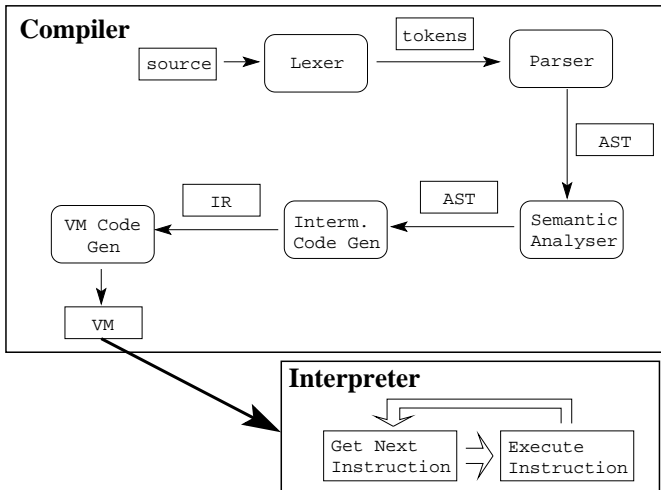 Compiler
source
Lexer
tokens
Parser
AST
Semantic
Analyser
AST
Interm.
Code Gen
IR
VM Code
Gen
VM
Interpreter
Get Next
Instruction
Execute
Instruction